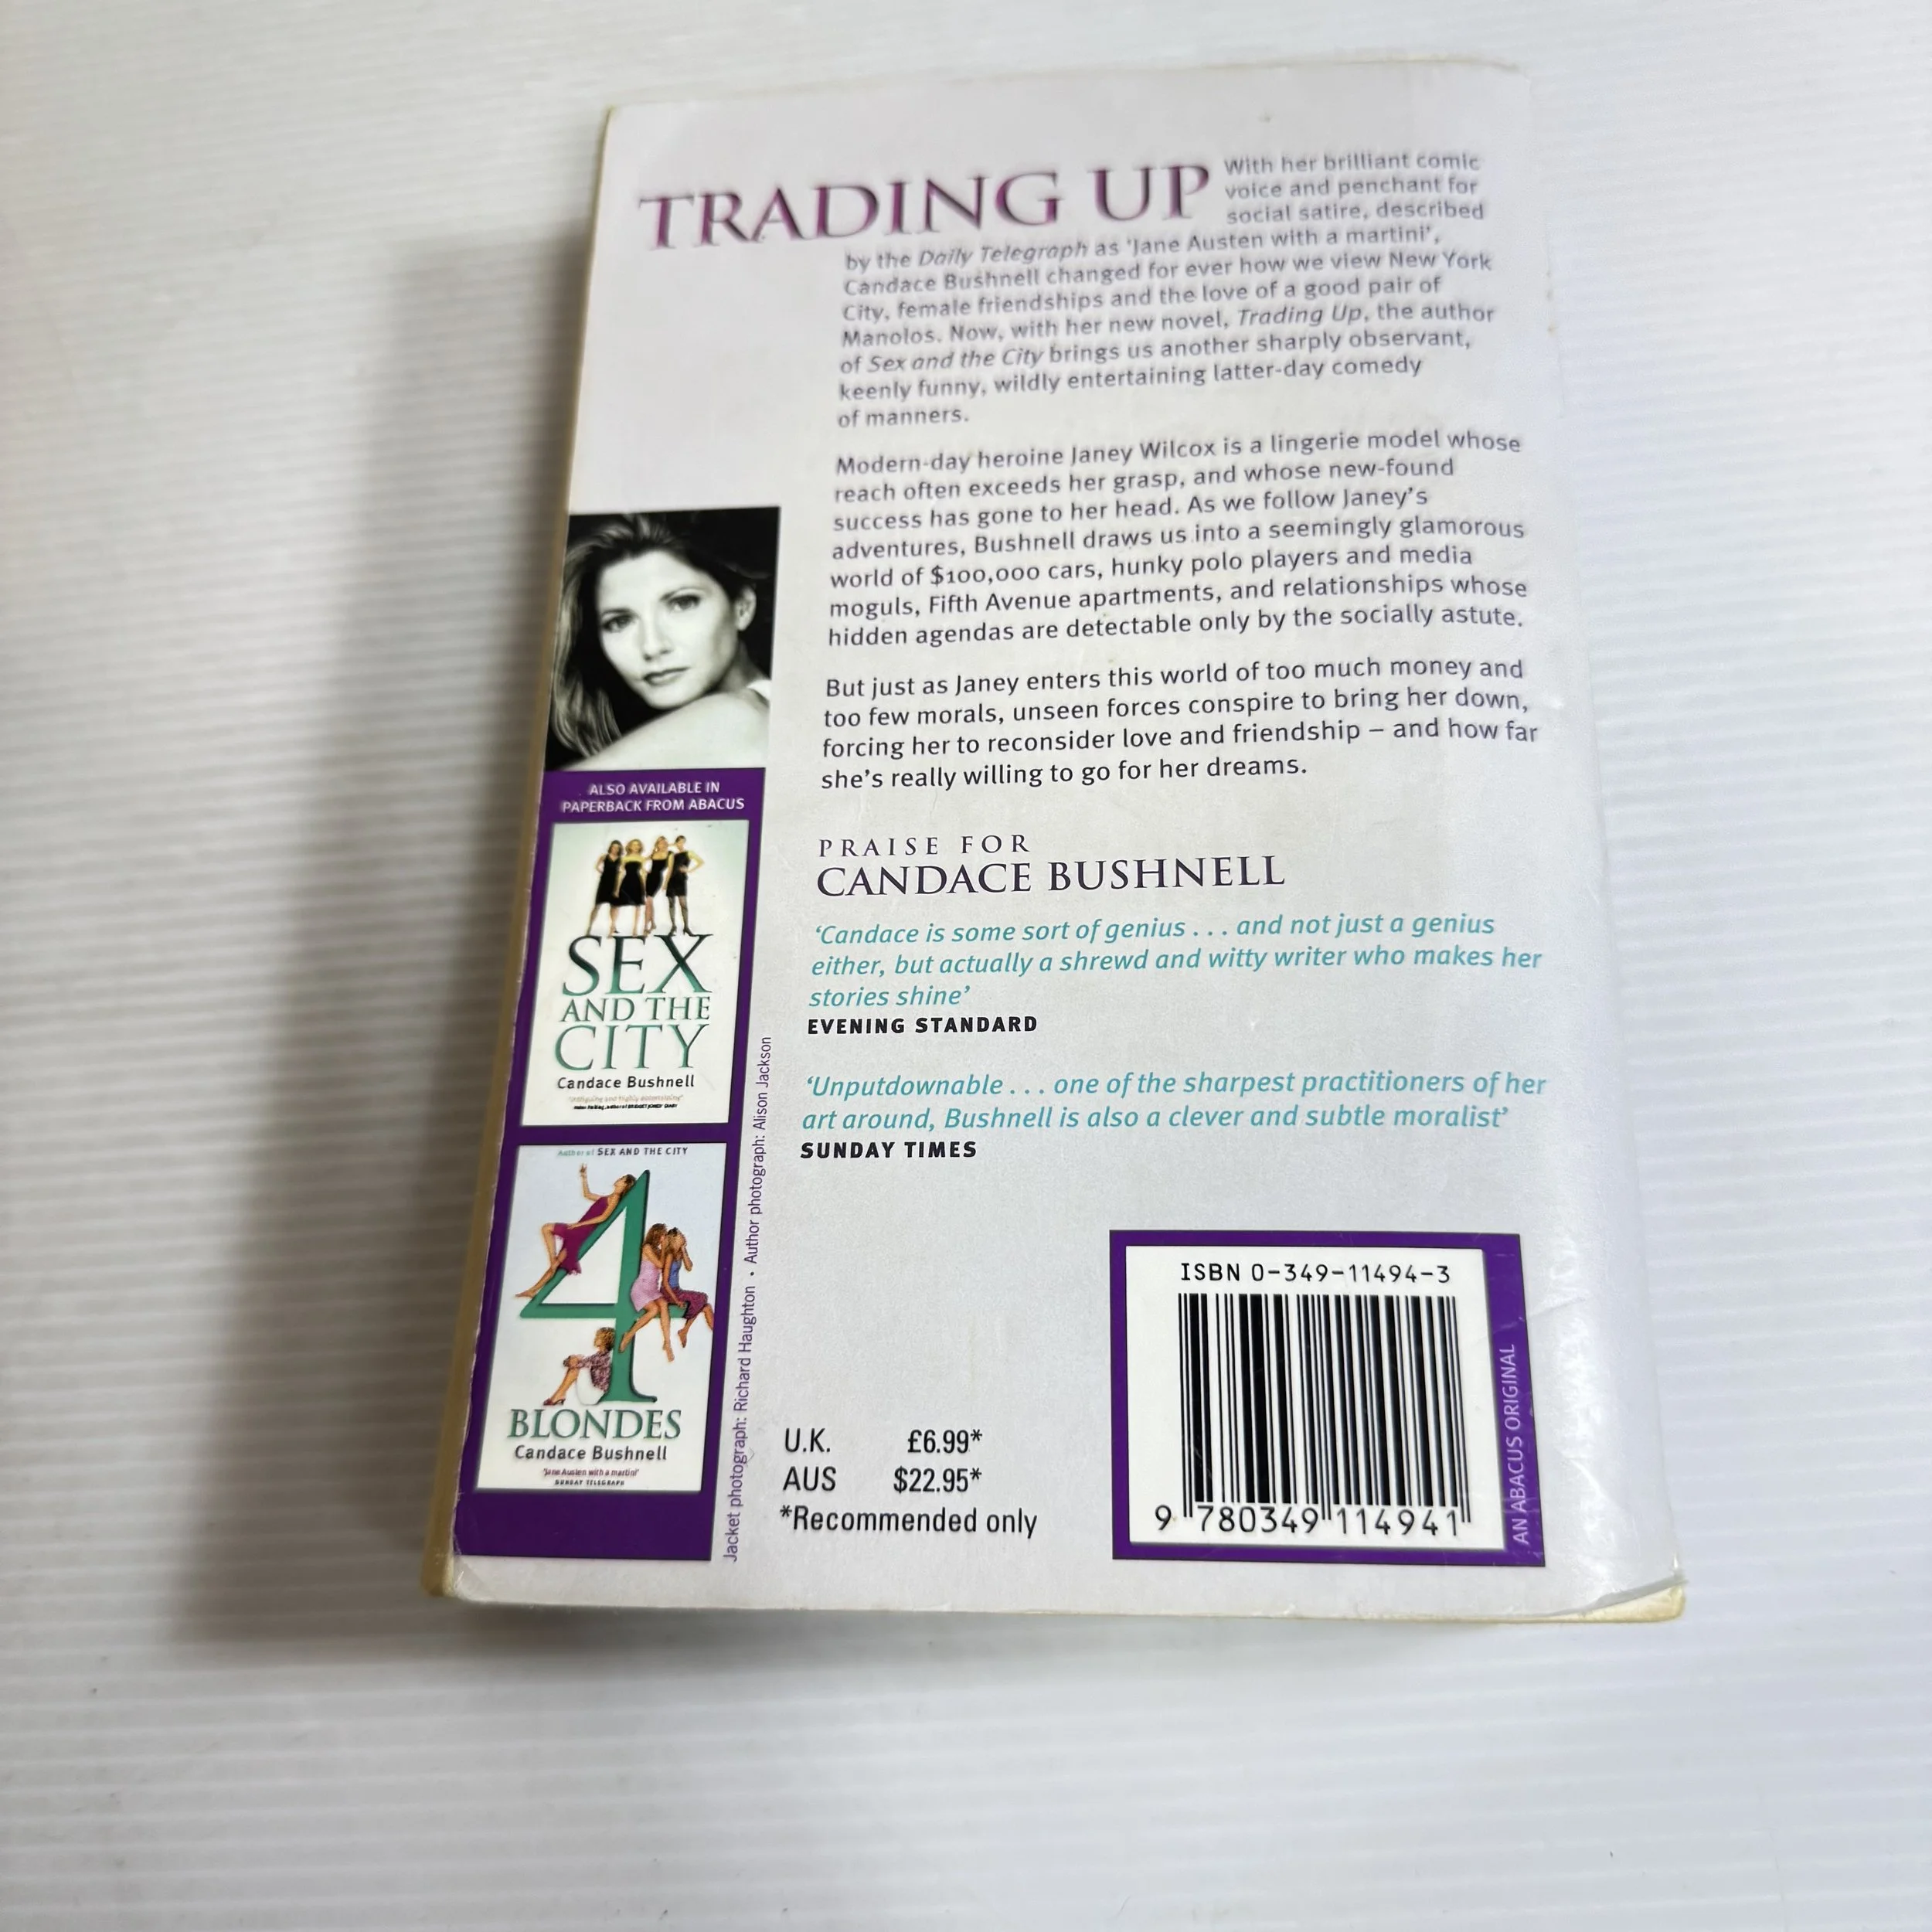 TRADING UP
With her brilliant comic
voice and penchant for
social satire, described
by the Daily Telegraph as 'Jane Austen with a martini',
Candace Bushnell changed for ever how we view New York
City, female friendships and the love of a good pair of
Manolos. Now, with her new novel, Trading Up, the author
of Sex and the City brings us another sharply observant,
keenly funny, wildly entertaining latter-day comedy
of manners.
Modern-day heroine Janey Wilcox is a lingerie model whose
reach often exceeds her grasp, and whose new-found
success has gone to her head. As we follow Janey's
adventures, Bushnell draws us into a seemingly glamorous
world of $100,000 cars, hunky polo players and media
moguls, Fifth Avenue apartments, and relationships whose
hidden agendas are detectable only by the socially astute.
But just as Janey enters this world of too much money and
too few morals, unseen forces conspire to bring her down,
forcing her to reconsider love and friendship – and how far
she's really willing to go for her dreams.
PRAISE FOR
CANDACE BUSHNELL
'Candace is some sort of genius . . . and not just a genius
either, but actually a shrewd and witty writer who makes her
stories shine'
EVENING STANDARD
'Unputdownable . . . one of the sharpest practitioners of her
art around, Bushnell is also a clever and subtle moralist'
SUNDAY TIMES
ALSO AVAILABLE IN
PAPERBACK FROM ABACUS
SEX
AND THE
CITY
Candace Bushnell
Author of SEX AND THE CITY
4
BLONDES
Candace Bushnell
'Jane Austen with a martini'
SUNDAY TELEGRAPH
Jacket photograph: Richard Haughton • Author photograph: Alison Jackson
U.K. £6.99*
AUS $22.95*
*Recommended only
ISBN 0-349-11494-3
9 780349 114941
AN ABACUS ORIGINAL